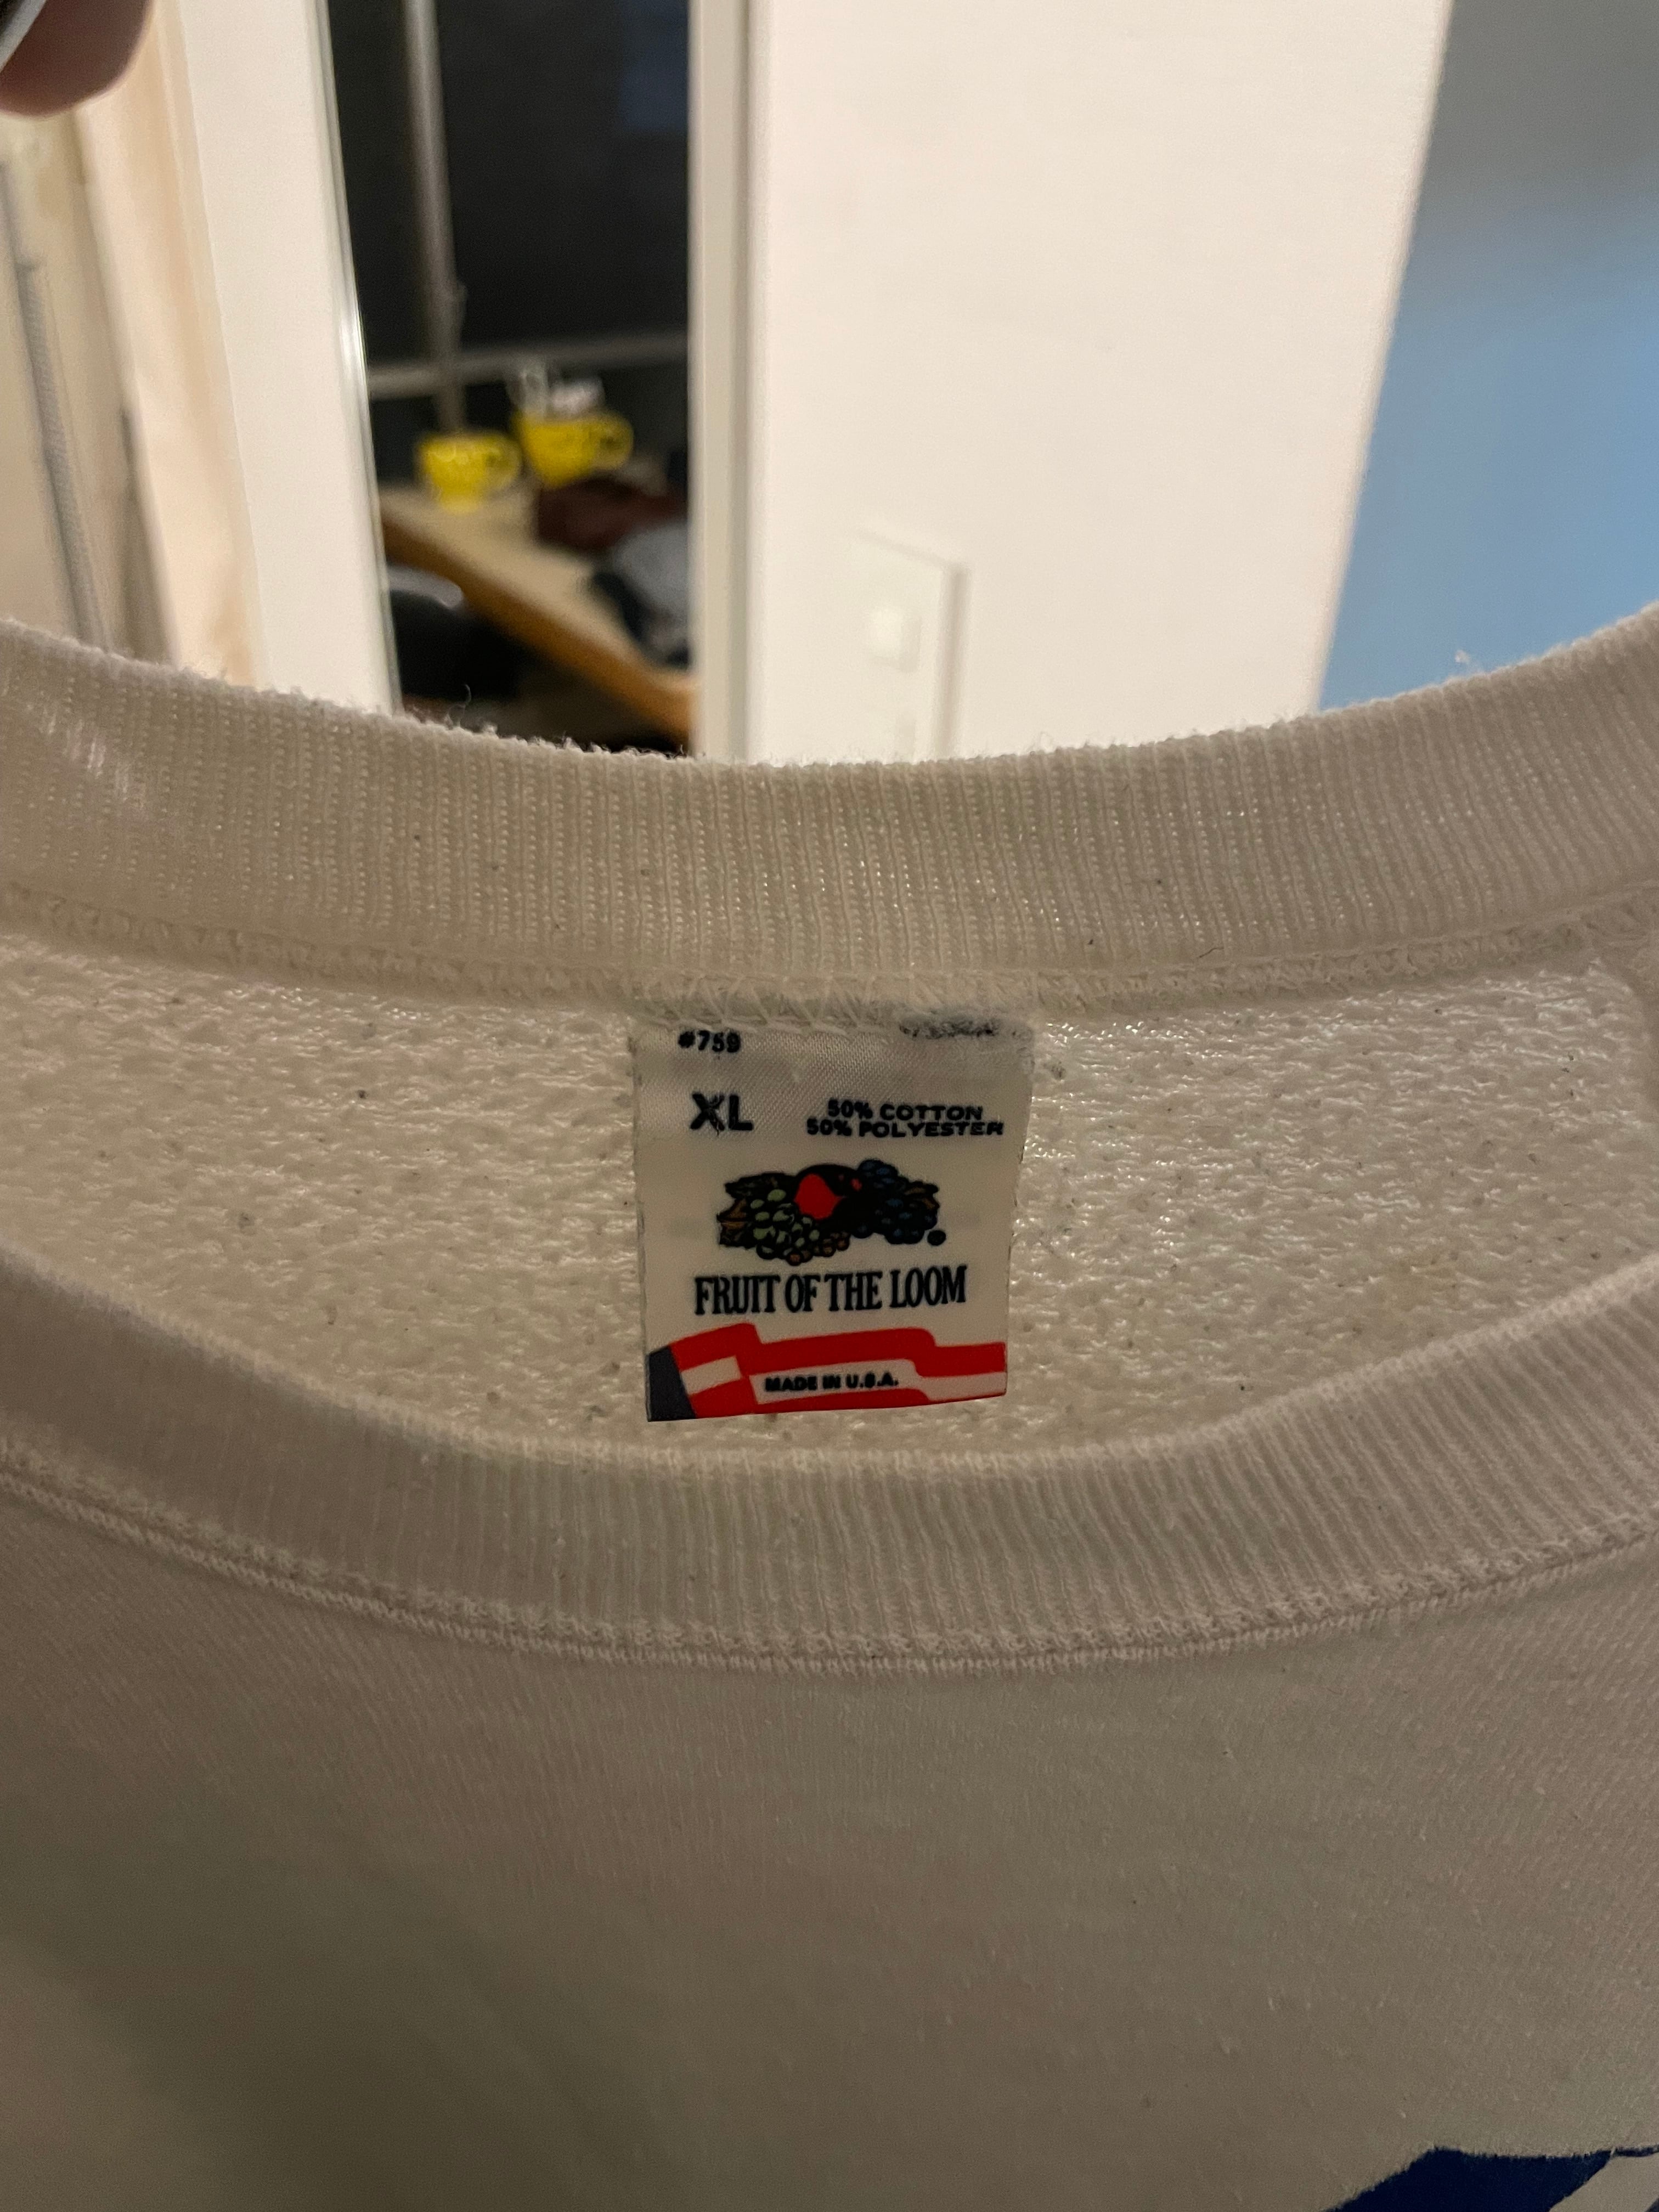 #759
XL
50% COTTON
50% POLYESTER
FRUIT OF THE LOOM
MADE IN U.S.A.